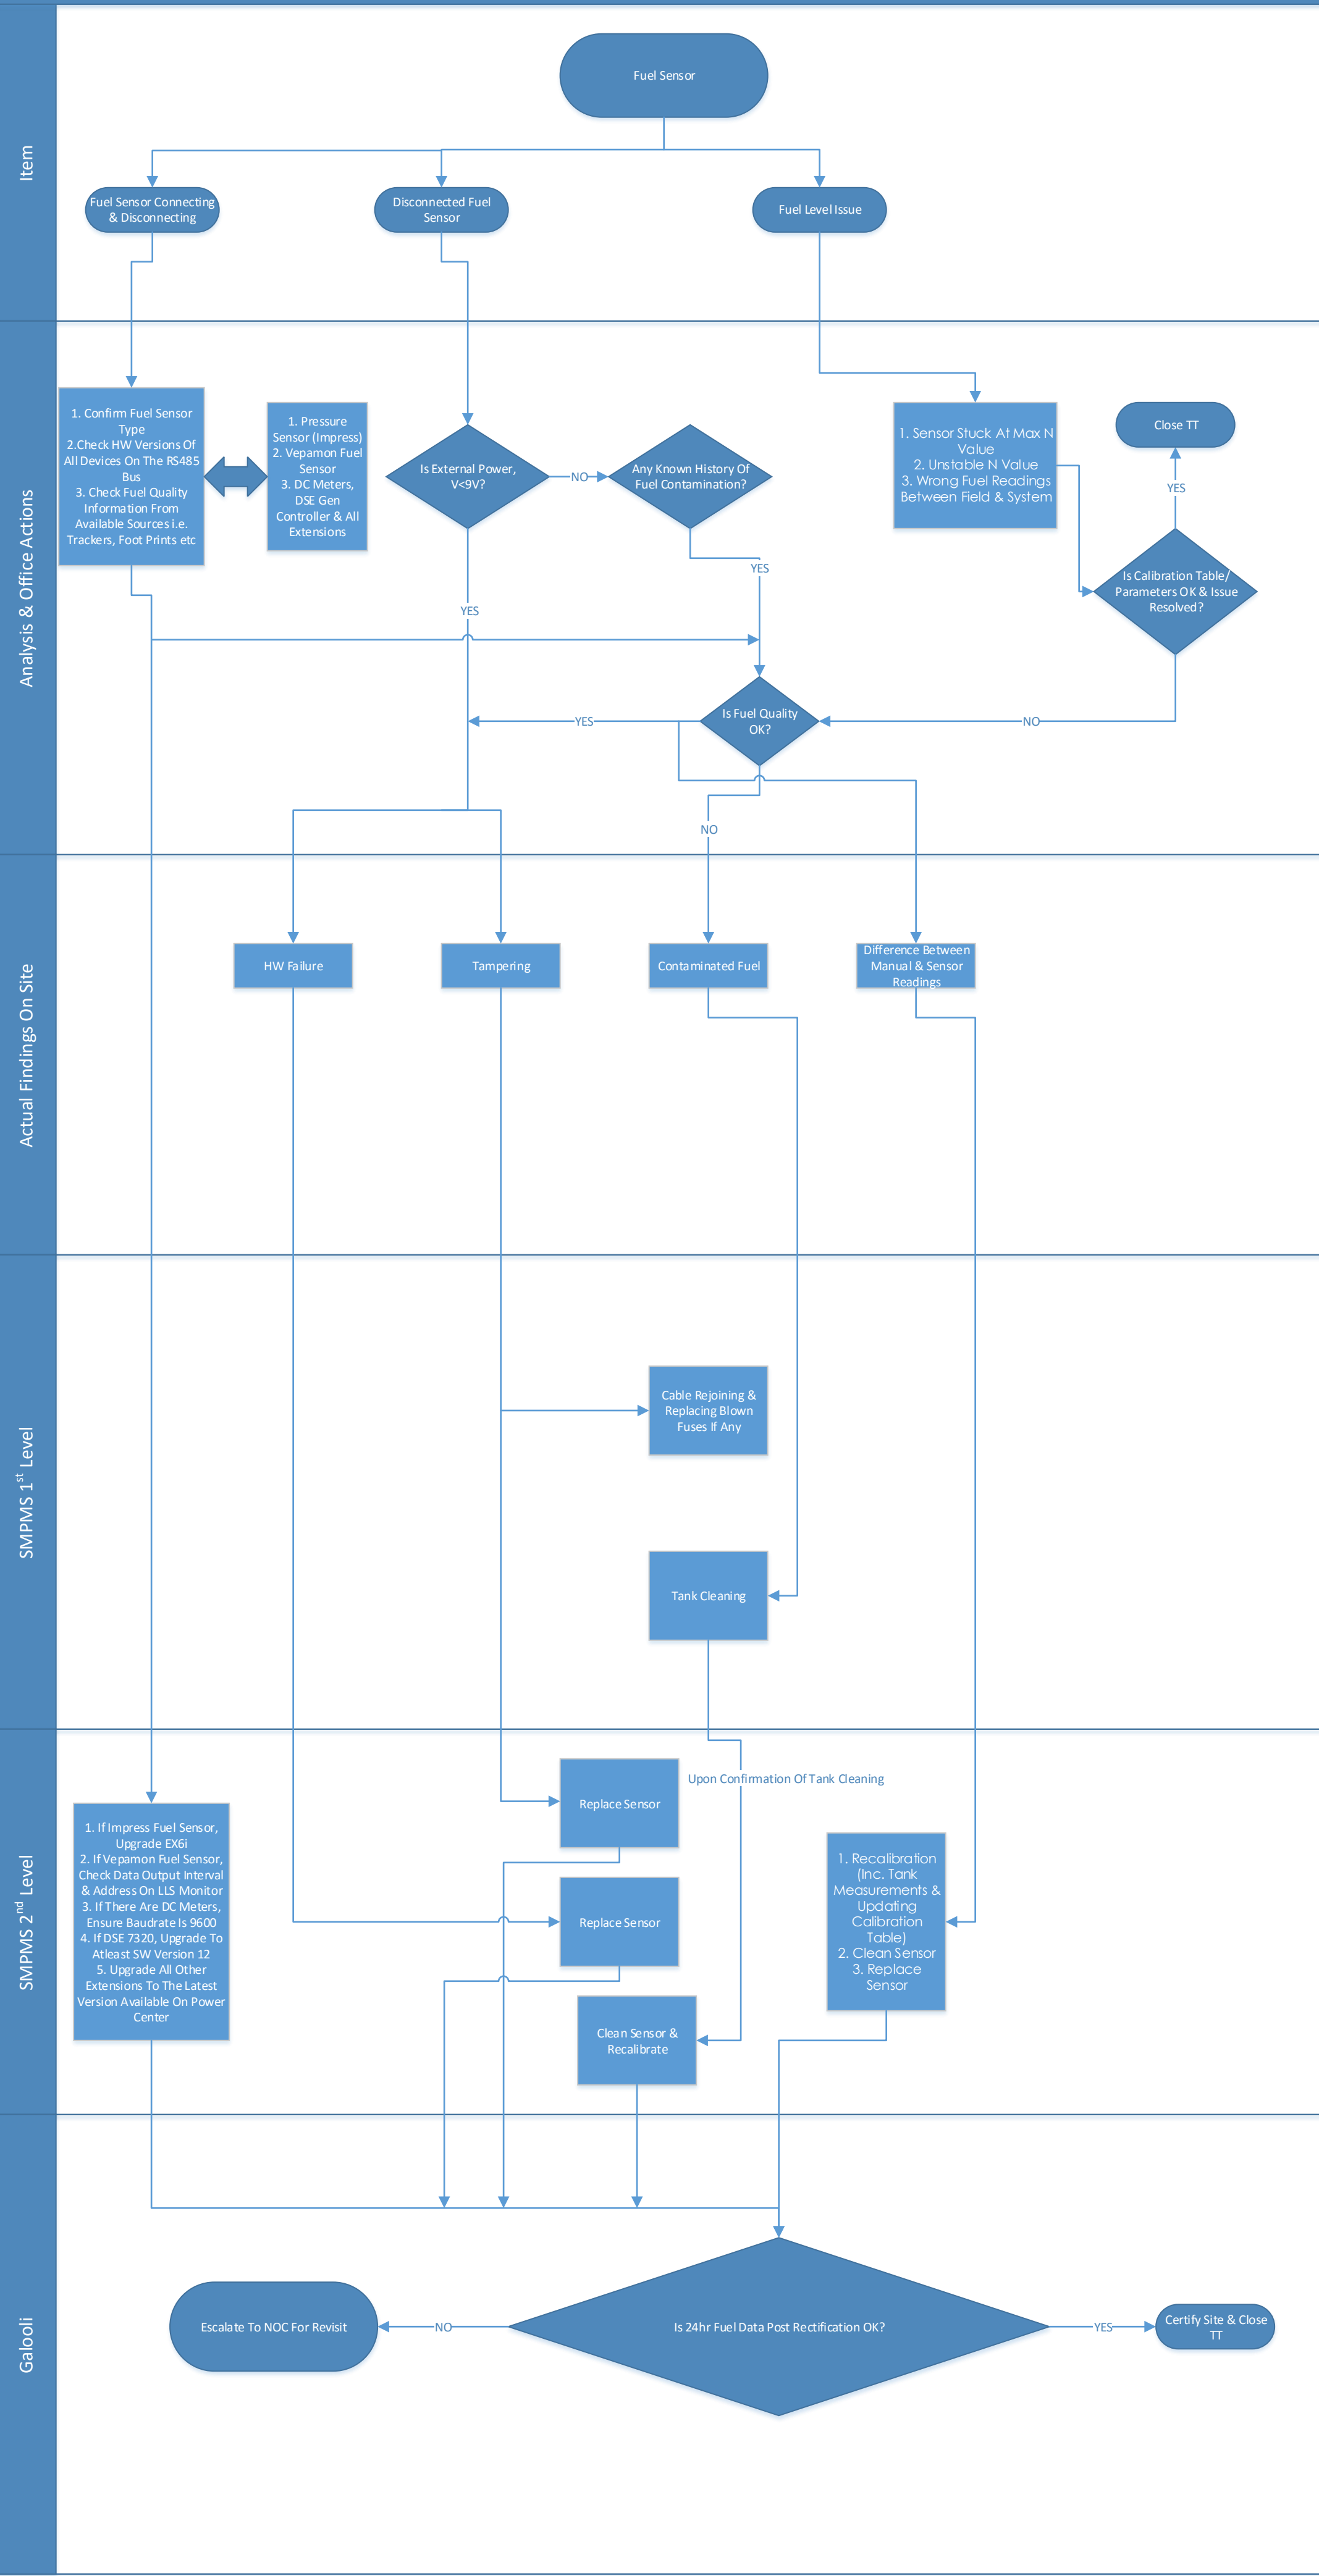 Item
Fuel Sensor
Fuel Sensor Connecting
& Disconnecting
Disconnected Fuel
Sensor
Fuel Level Issue
Analysis & Office Actions
1. Confirm Fuel Sensor
Type
2.Check HW Versions Of
All Devices On The RS485
Bus
3. Check Fuel Quality
Information From
Available Sources i.e.
Trackers, Foot Prints etc
1. Pressure
Sensor (Impress)
2. Vepamon Fuel
Sensor
3. DC Meters,
DSE Gen
Controller & All
Extensions
Is External Power,
V<9V?
NO
Any Known History Of
Fuel Contamination?
1. Sensor Stuck At Max N
Value
2. Unstable N Value
3. Wrong Fuel Readings
Between Field & System
Close TT
YES
Is Calibration Table/
Parameters OK & Issue
Resolved?
YES
YES
Is Fuel Quality
OK?
YES
NO
NO
Actual Findings On Site
HW Failure
Tampering
Contaminated Fuel
Difference Between
Manual & Sensor
Readings
SMPMS 1st Level
Cable Rejoining &
Replacing Blown
Fuses If Any
Tank Cleaning
SMPMS 2nd Level
1. If Impress Fuel Sensor,
Upgrade EX6i
2. If Vepamon Fuel Sensor,
Check Data Output Interval
& Address On LLS Monitor
3. If There Are DC Meters,
Ensure Baudrate Is 9600
4. If DSE 7320, Upgrade To
Atleast SW Version 12
5. Upgrade All Other
Extensions To The Latest
Version Available On Power
Center
Replace Sensor
Upon Confirmation Of Tank Cleaning
Replace Sensor
Clean Sensor &
Recalibrate
1. Recalibration
(Inc. Tank
Measurements &
Updating
Calibration
Table)
2. Clean Sensor
3. Replace
Sensor
Galooli
Escalate To NOC For Revisit
NO
Is 24hr Fuel Data Post Rectification OK?
YES
Certify Site & Close
TT